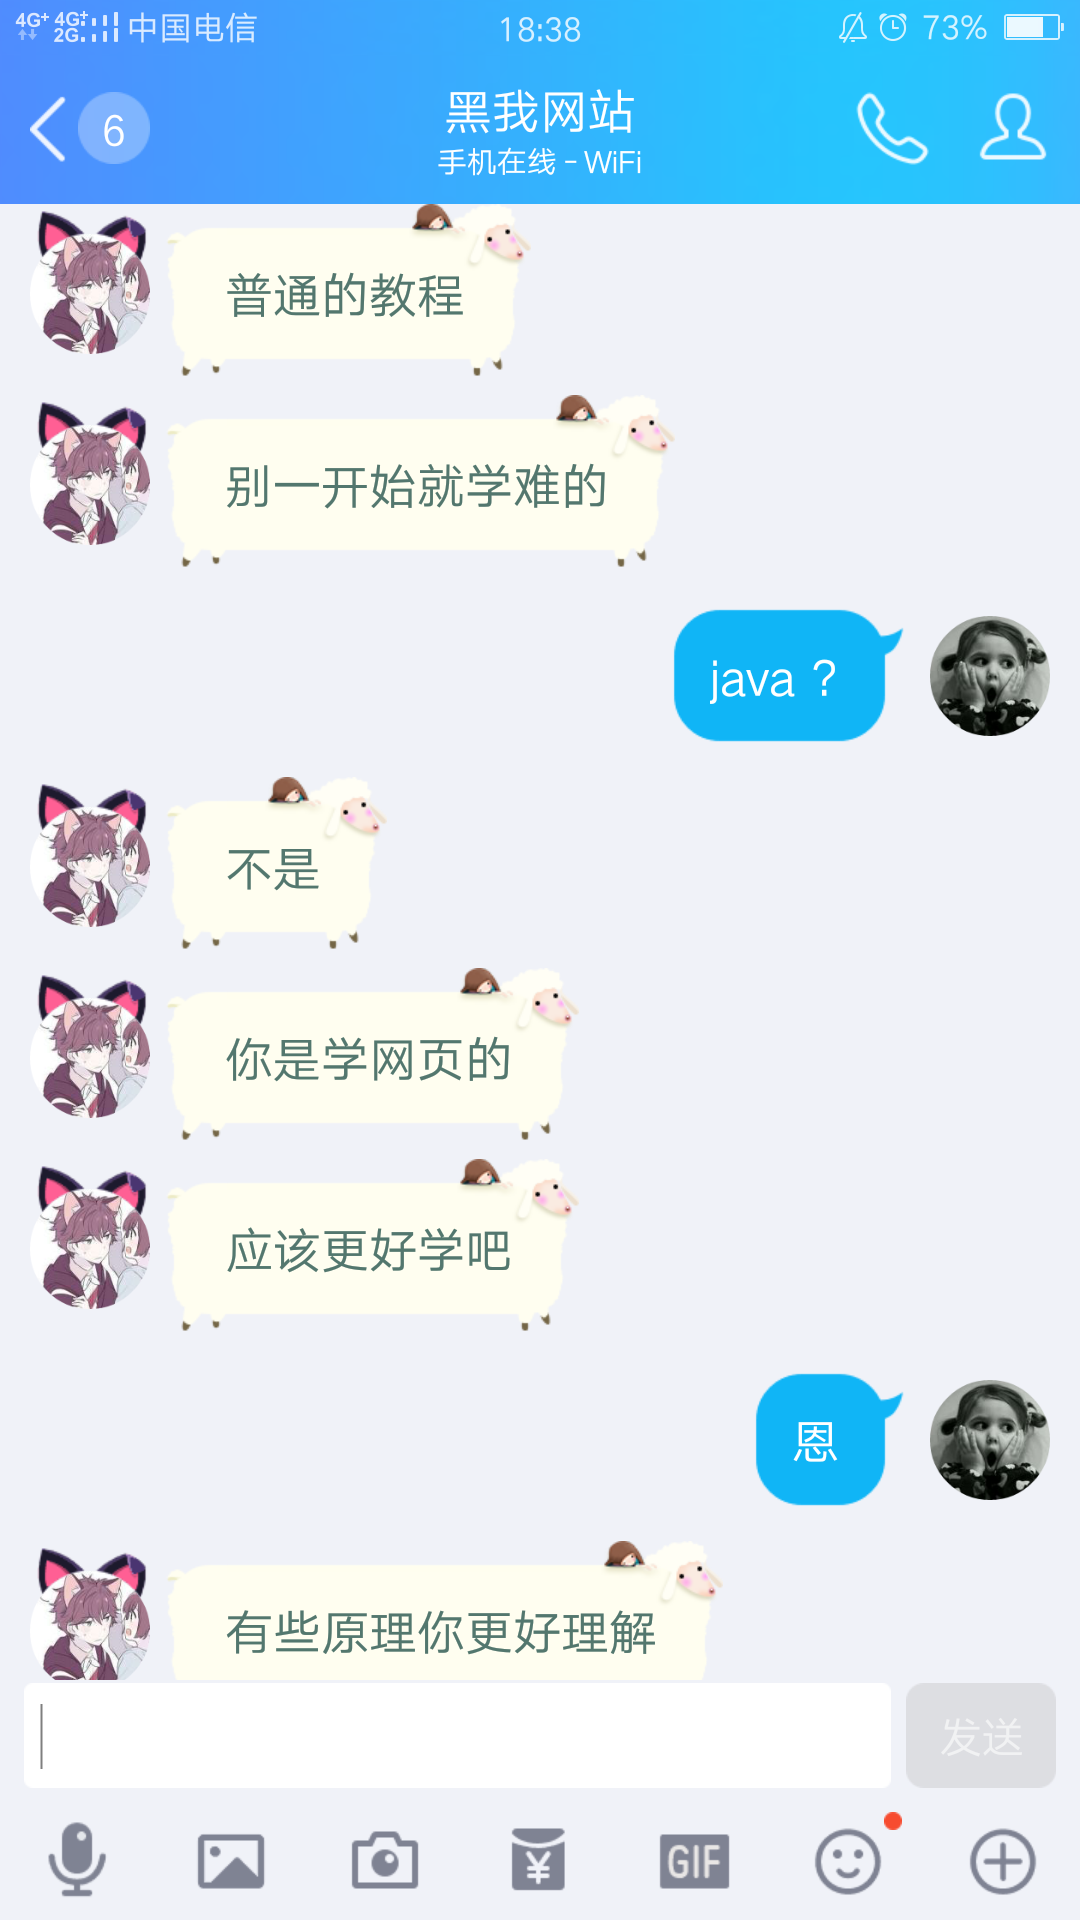 4G+ 4G+ 2G 中国电信 18:38 73%
6
黑我网站
手机在线 - WiFi
普通的教程
别一开始就学难的
java ?
不是
你是学网页的
应该更好学吧
恩
有些原理你更好理解
发送
¥
GIF